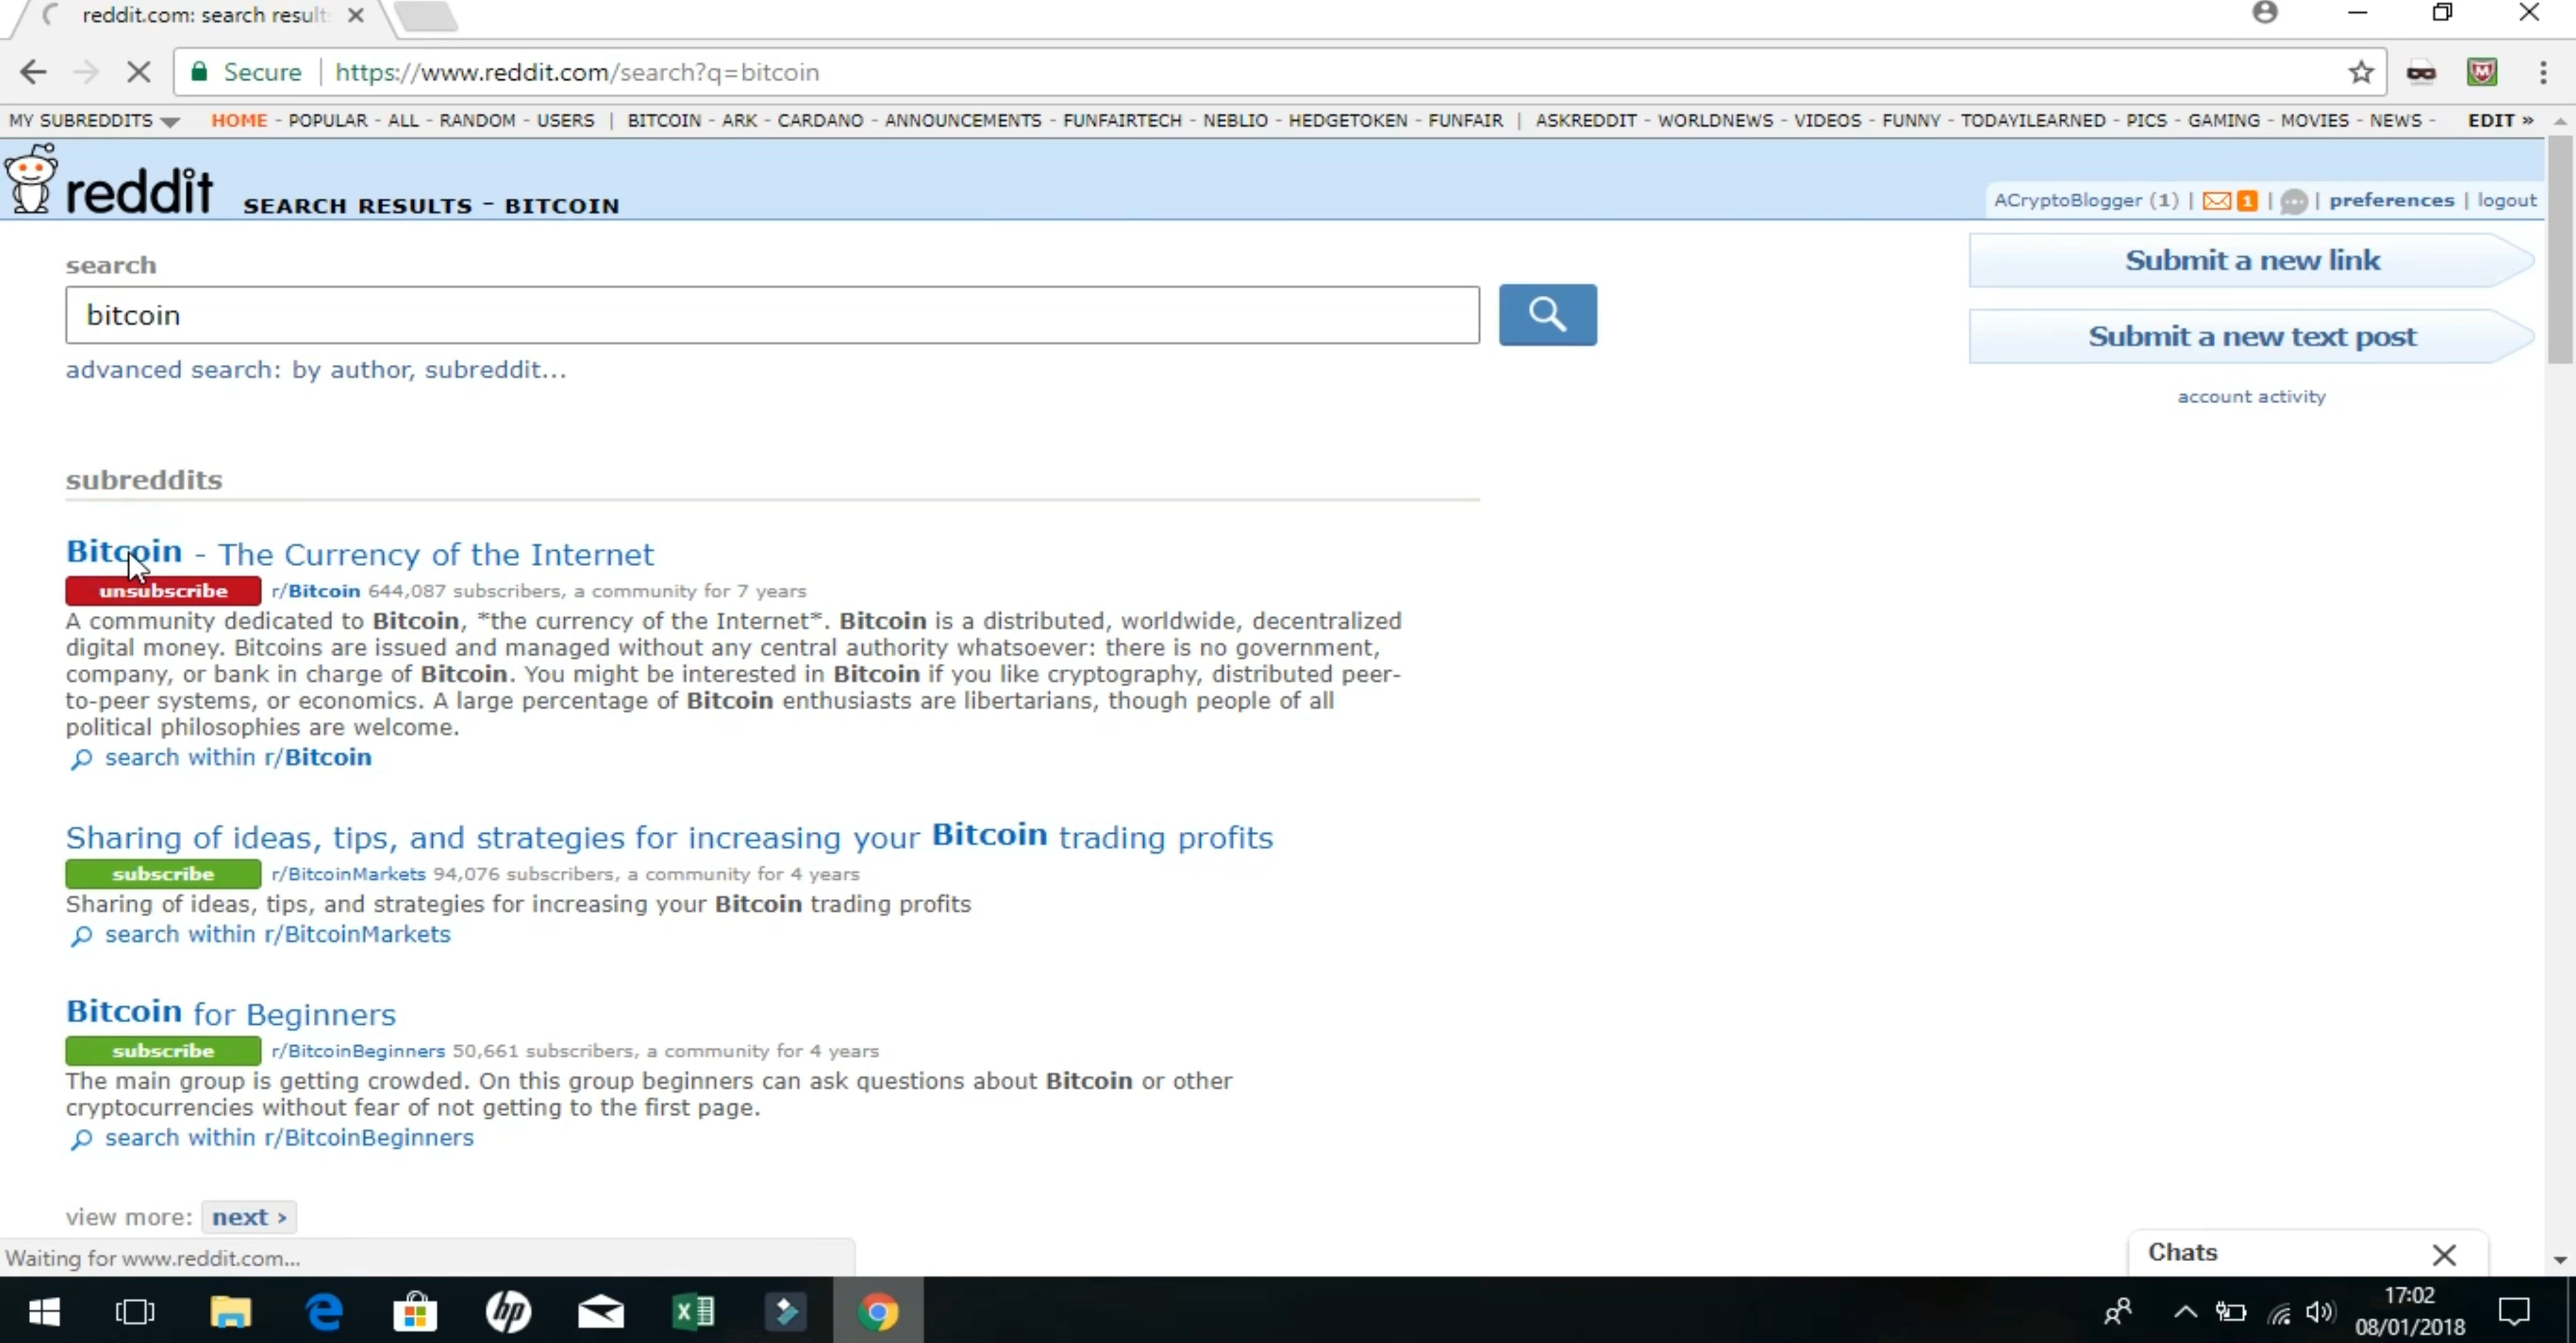 reddit.com: search result
Secure | https://www.reddit.com/search?q=bitcoin
MY SUBREDDITS HOME - POPULAR - ALL - RANDOM - USERS | BITCOIN - ARK - CARDANO - ANNOUNCEMENTS - FUNFAIRTECH - NEBLIO - HEDGETOKEN - FUNFAIR | ASKREDDIT - WORLDNEWS - VIDEOS - FUNNY - TODAYILEARNED - PICS - GAMING - MOVIES - NEWS - EDIT »
reddit SEARCH RESULTS - BITCOIN
ACryptoBlogger (1) | 1 | | preferences | logout
search
bitcoin
advanced search: by author, subreddit...
Submit a new link
Submit a new text post
account activity
subreddits
Bitcoin - The Currency of the Internet
unsubscribe r/Bitcoin 644,087 subscribers, a community for 7 years
A community dedicated to Bitcoin, *the currency of the Internet*. Bitcoin is a distributed, worldwide, decentralized
digital money. Bitcoins are issued and managed without any central authority whatsoever: there is no government,
company, or bank in charge of Bitcoin. You might be interested in Bitcoin if you like cryptography, distributed peer-
to-peer systems, or economics. A large percentage of Bitcoin enthusiasts are libertarians, though people of all
political philosophies are welcome.
search within r/Bitcoin
Sharing of ideas, tips, and strategies for increasing your Bitcoin trading profits
subscribe r/BitcoinMarkets 94,076 subscribers, a community for 4 years
Sharing of ideas, tips, and strategies for increasing your Bitcoin trading profits
search within r/BitcoinMarkets
Bitcoin for Beginners
subscribe r/BitcoinBeginners 50,661 subscribers, a community for 4 years
The main group is getting crowded. On this group beginners can ask questions about Bitcoin or other
cryptocurrencies without fear of not getting to the first page.
search within r/BitcoinBeginners
view more: next ›
Waiting for www.reddit.com...
Chats
hp
17:02
08/01/2018